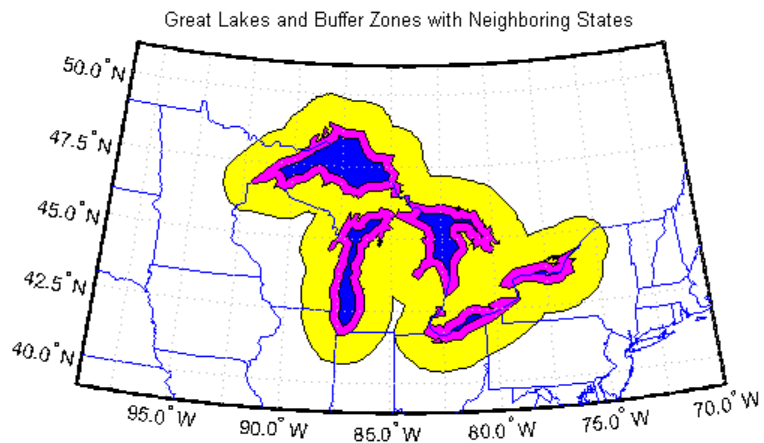 Great Lakes and Buffer Zones with Neighboring States
50.0° N
47.5° N
45.0° N
42.5° N
40.0° N
95.0° W
90.0° W
85.0° W
80.0° W
75.0° W
70.0° W